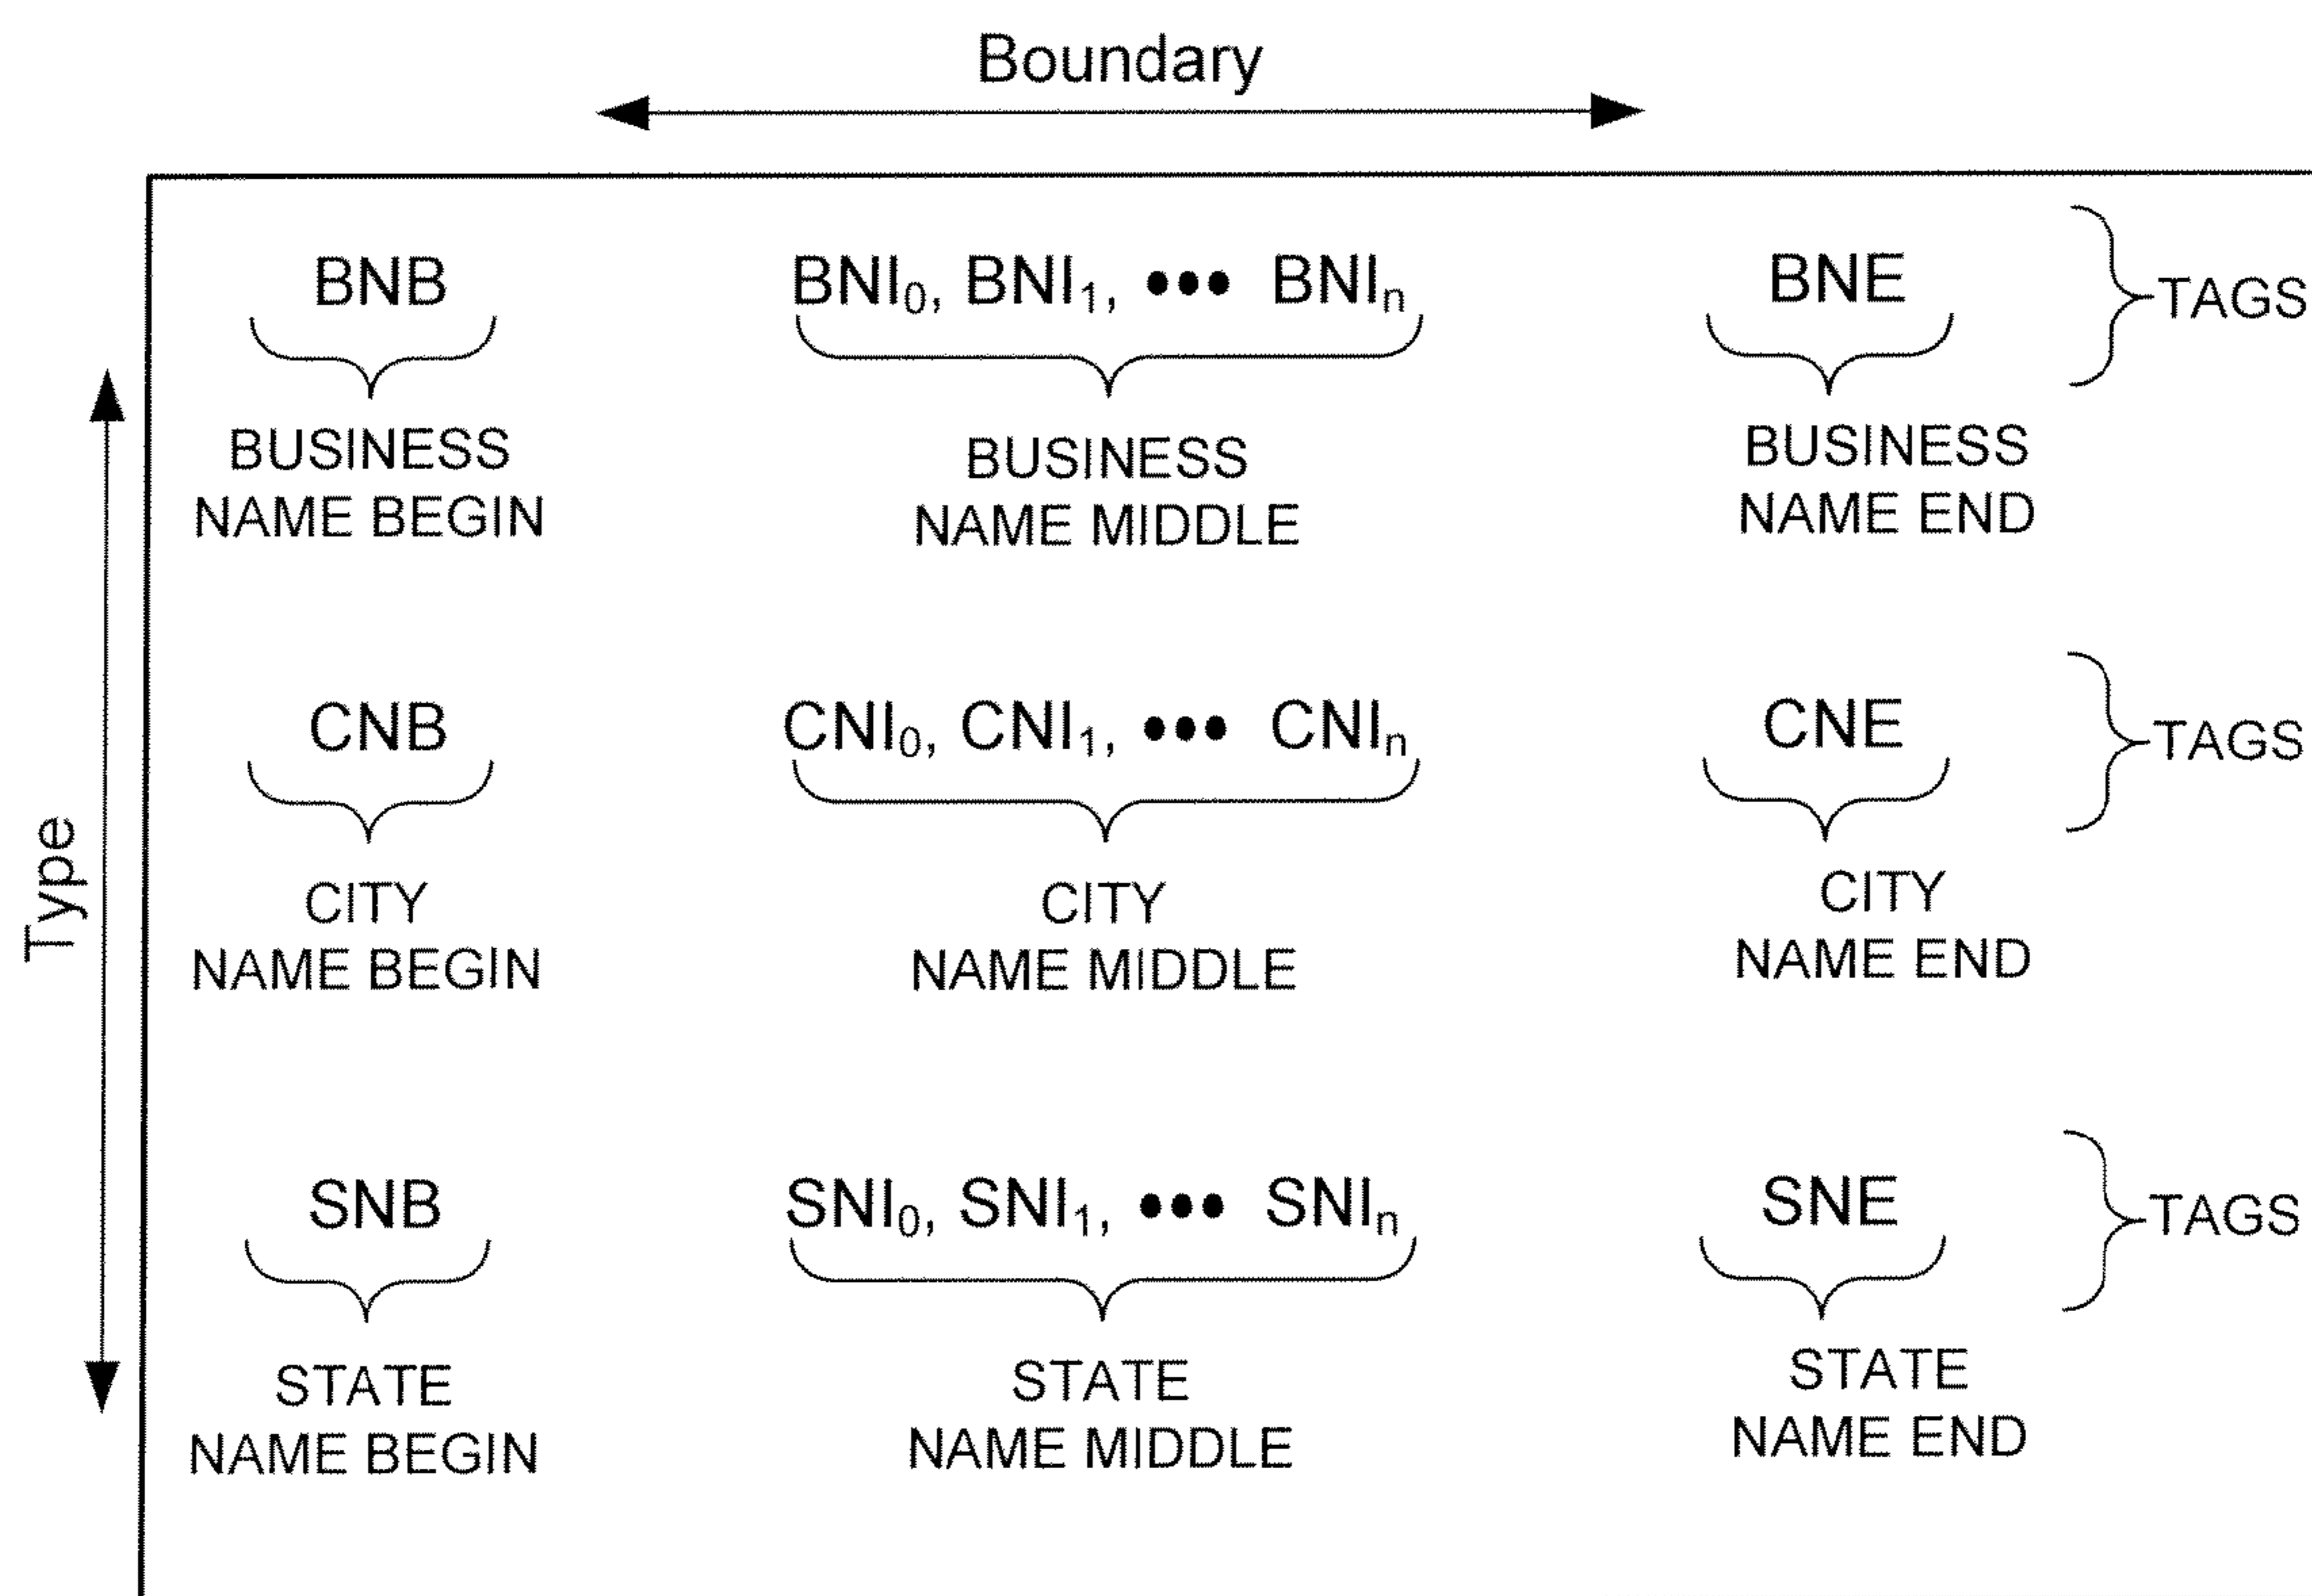 Boundary
BNB BNI₀, BNI₁, ••• BNIₙ BNE TAGS
BUSINESS BUSINESS BUSINESS
NAME BEGIN NAME MIDDLE NAME END
Type
CNB CNI₀, CNI₁, ••• CNIₙ CNE TAGS
CITY CITY CITY
NAME BEGIN NAME MIDDLE NAME END
SNB SNI₀, SNI₁, ••• SNIₙ SNE TAGS
STATE STATE STATE
NAME BEGIN NAME MIDDLE NAME END